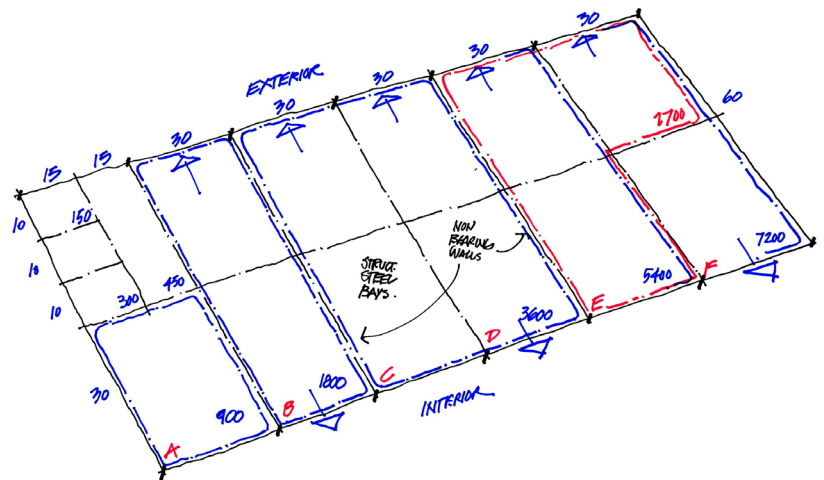 30
30
60
EXTERIOR
30
30
30
2700
15
15
10
150
10
10
300
450
NON
BEARING
WALLS
STRUCT.
STEEL
BAYS.
7200
F
5400
E
3600
D
30
1800
C
INTERIOR
900
B
A